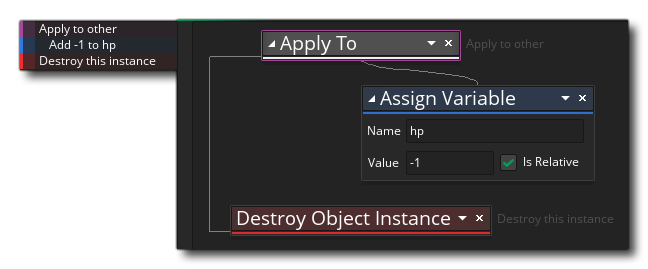 Apply to other
Add -1 to hp
Destroy this instance
Apply To
Apply to other
Assign Variable
Name hp
Value -1 Is Relative
Destroy Object Instance
Destroy this instance